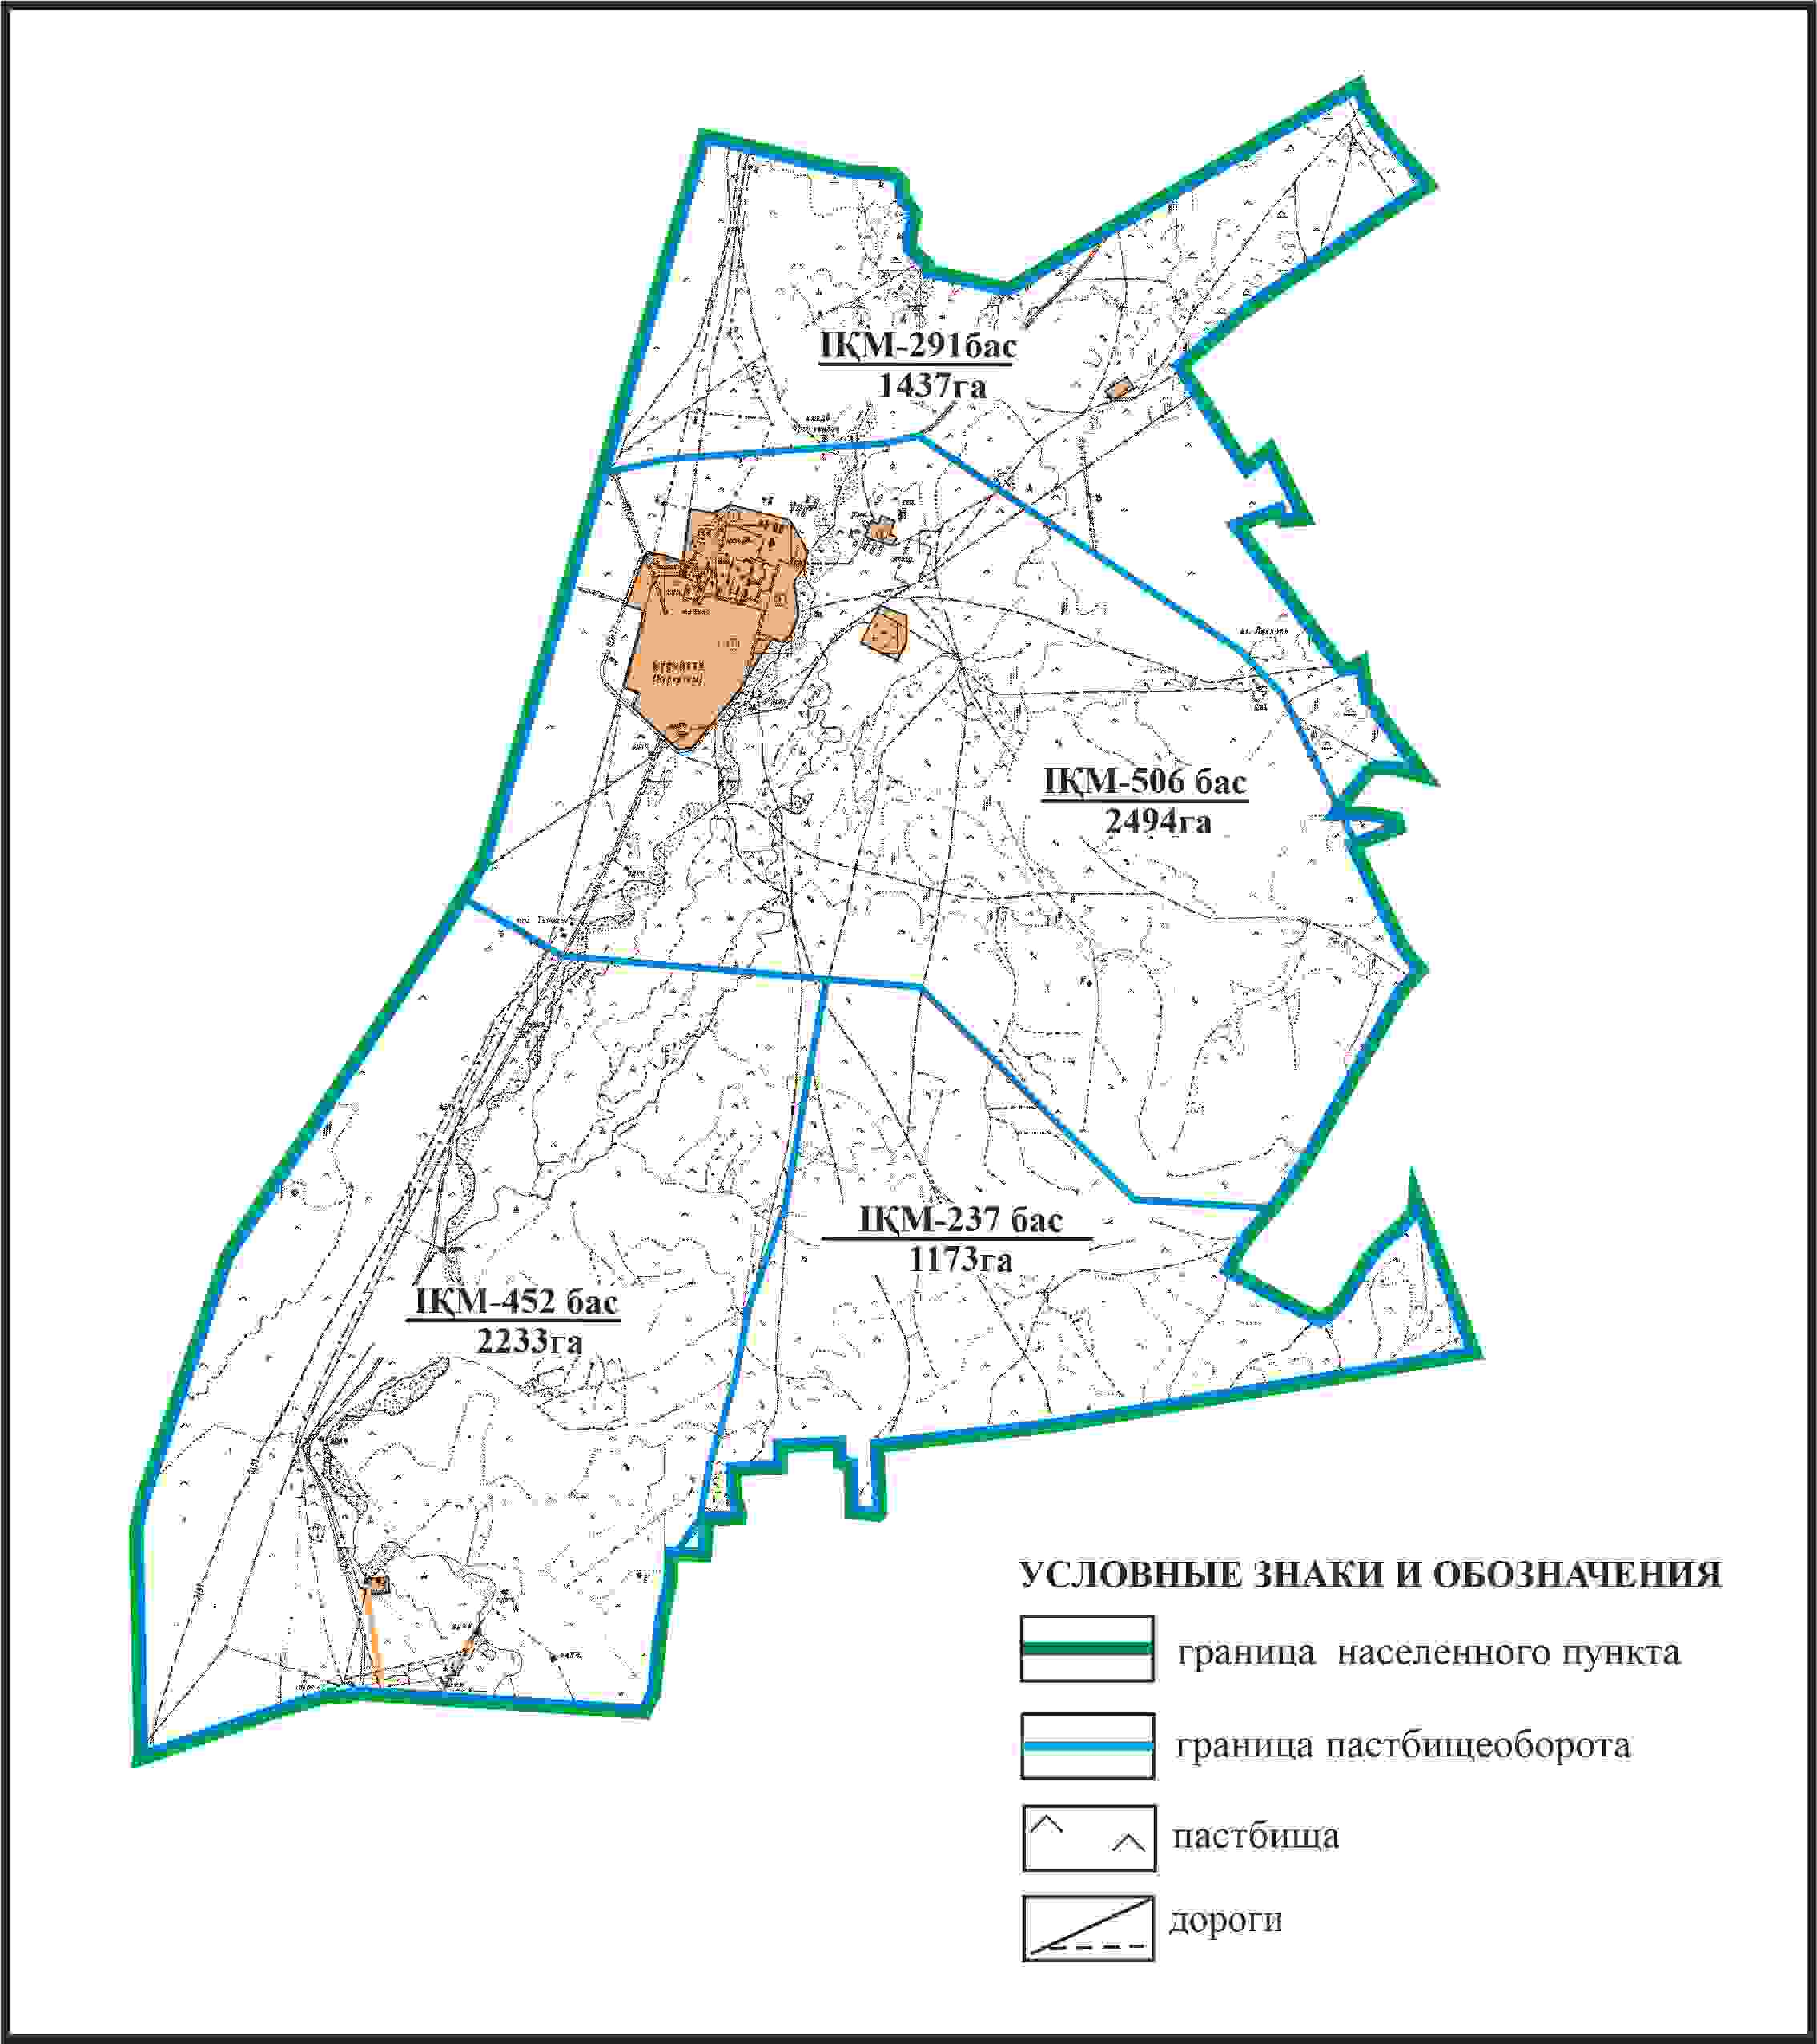 ІҚМ-291бас
1437га
ІҚМ-506 бас
2494га
ІҚМ-237 бас
1173га
ІҚМ-452 бас
2233га
УСЛОВНЫЕ ЗНАКИ И ОБОЗНАЧЕНИЯ
граница населенного пункта
граница пастбищеоборота
пастбища
дороги